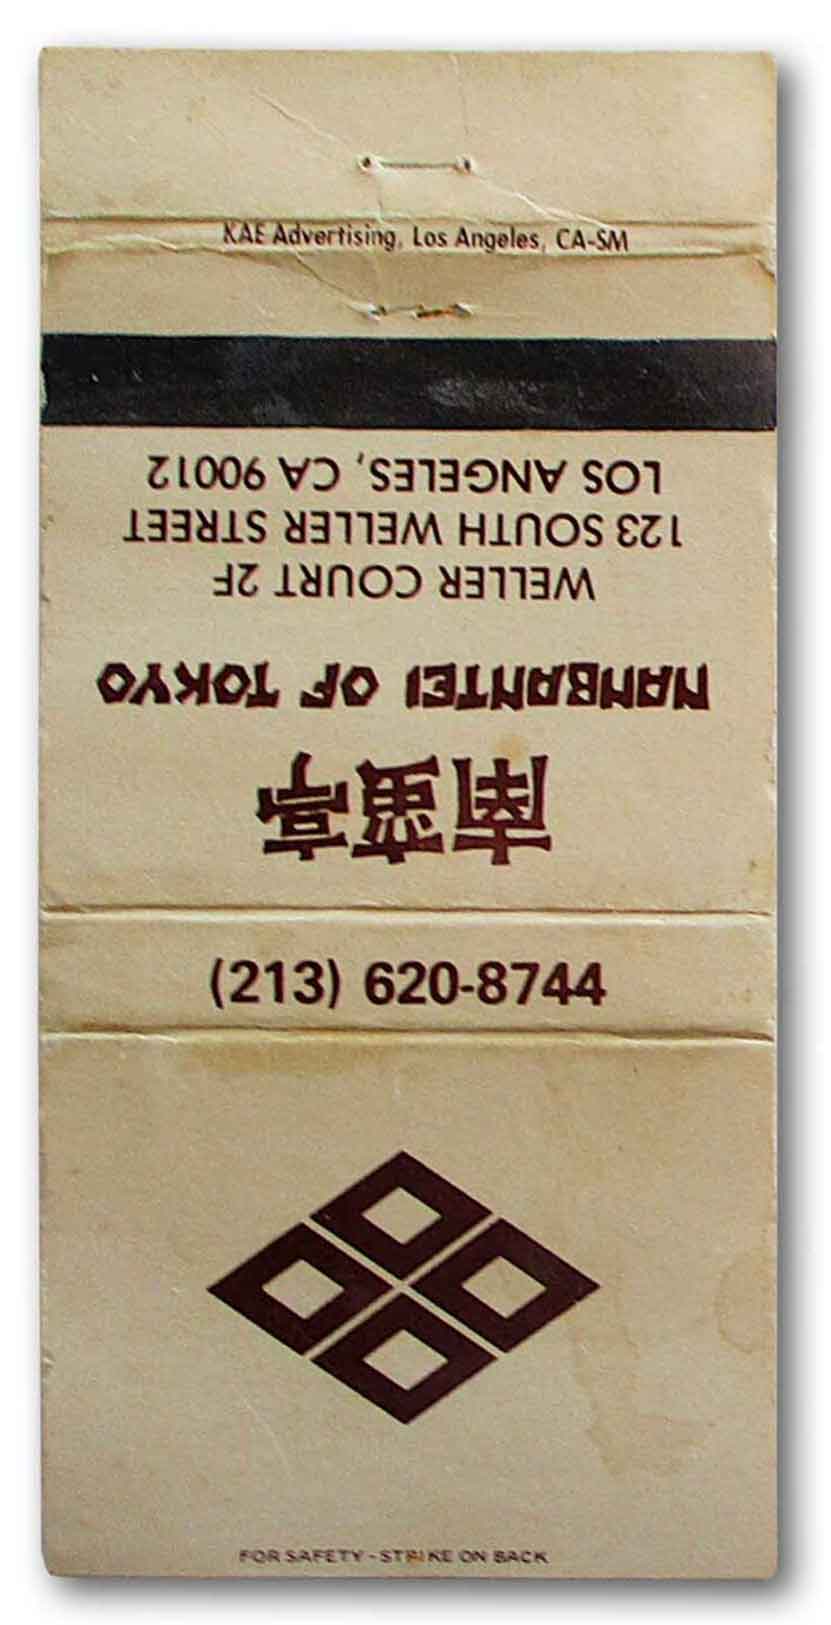 KAE Advertising, Los Angeles, CA-SM
南蛮亭
NANBANTEI OF TOKYO
WELLER COURT 2F
123 SOUTH WELLER STREET
LOS ANGELES, CA 90012
(213) 620-8744
FOR SAFETY - STRIKE ON BACK